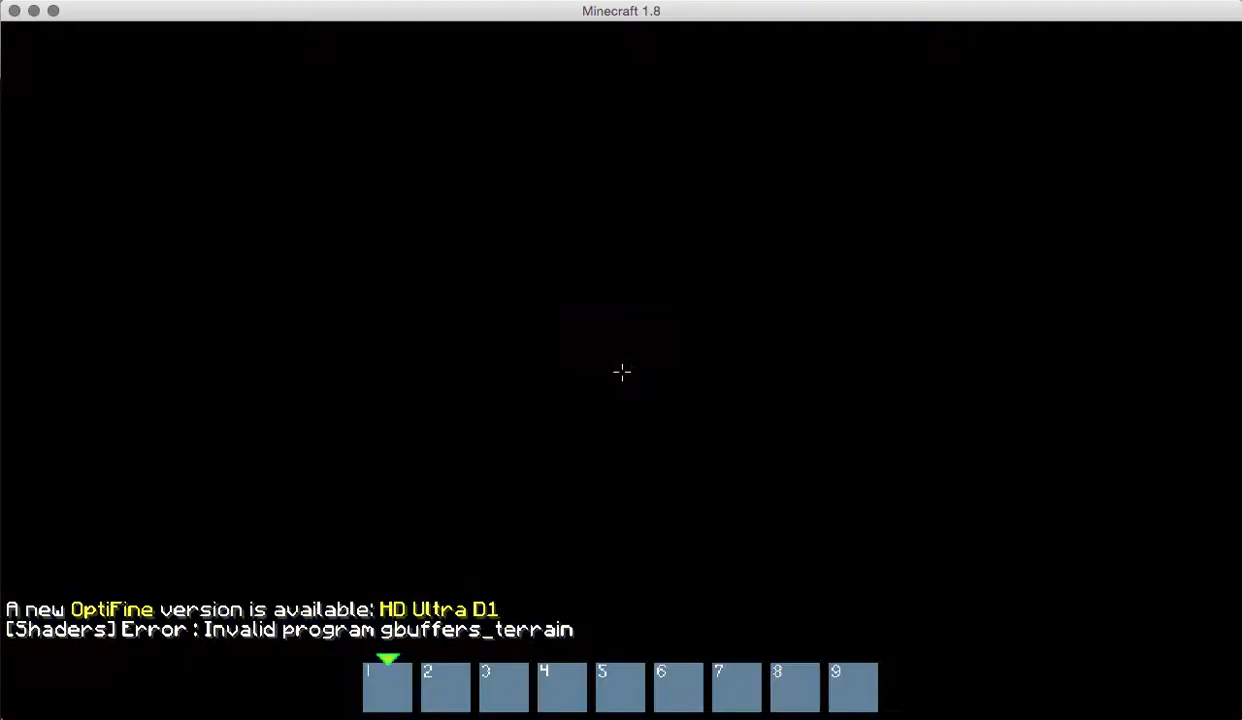 Minecraft 1.8
A new OptiFine version is available: HD Ultra D1
[Shaders] Error : Invalid program gbuffers_terrain
1 2 3 4 5 6 7 8 9